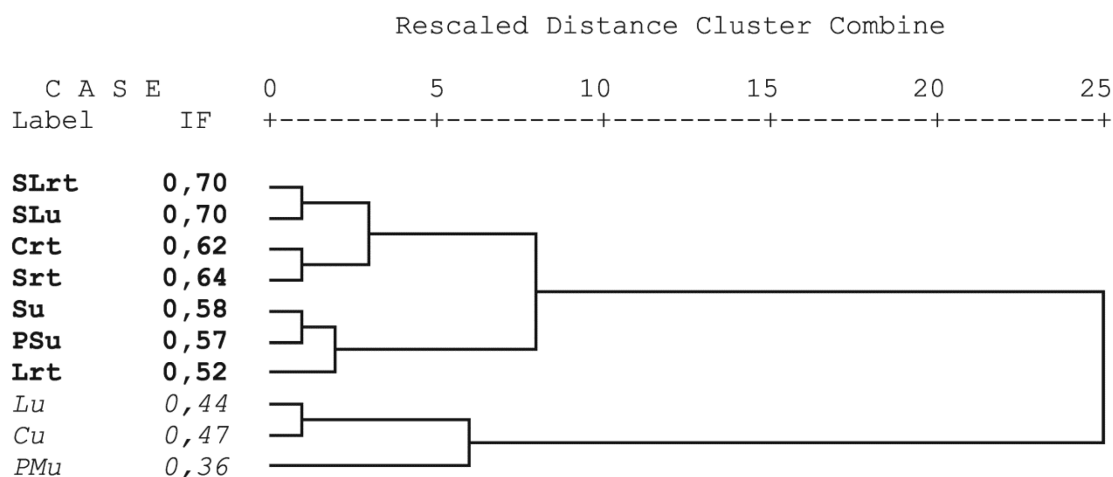 Rescaled Distance Cluster Combine
C A S E 0 5 10 15 20 25
Label IF +---------+---------+---------+---------+---------+
SLrt 0,70
SLu 0,70
Crt 0,62
Srt 0,64
Su 0,58
PSu 0,57
Lrt 0,52
Lu 0,44
Cu 0,47
PMu 0,36